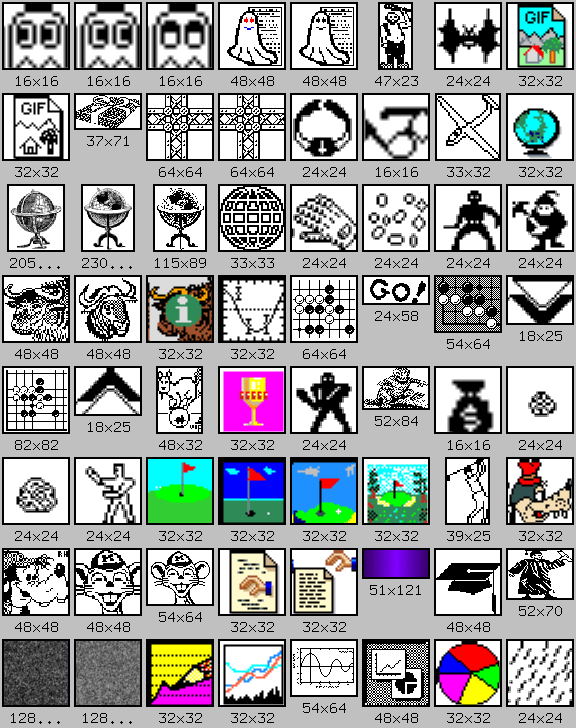 16x16 16x16 16x16 48x48 48x48 47x23 24x24 GIF 32x32
GIF 32x32 37x71 64x64 64x64 24x24 16x16 33x32 32x32
205... 230... 115x89 33x33 24x24 24x24 24x24 24x24
48x48 48x48 i 32x32 32x32 64x64 GO! 24x58 54x64 18x25
82x82 18x25 48x32 32x32 24x24 52x84 16x16 24x24
24x24 24x24 32x32 32x32 32x32 32x32 39x25 32x32
48x48 48x48 54x64 32x32 32x32 51x121 48x48 52x70
128... 128... 32x32 32x32 54x64 48x48 32x32 24x24